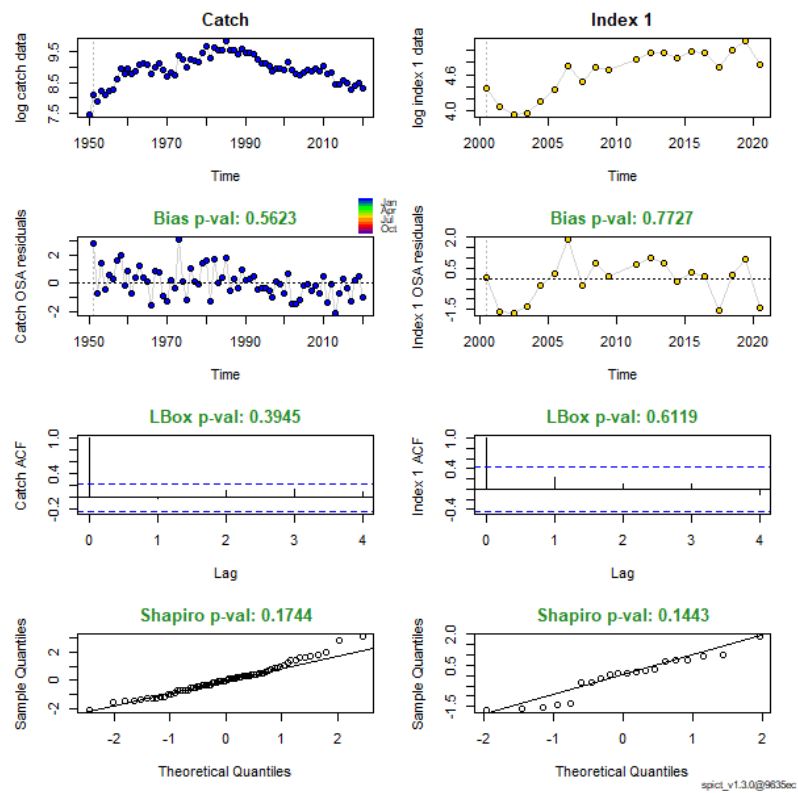 Catch
log catch data
7.5 8.5 9.5
1950 1970 1990 2010
Time
Index 1
log index 1 data
4.0 4.6
2000 2005 2010 2015 2020
Time
Bias p-val: 0.5623
Jan
Apr
Jul
Oct
Catch OSA residuals
-2 0 2
1950 1970 1990 2010
Time
Bias p-val: 0.7727
Index 1 OSA residuals
-1.5 0.5 2.0
2000 2005 2010 2015 2020
Time
LBox p-val: 0.3945
Catch ACF
-0.2 0.4 1.0
0 1 2 3 4
Lag
LBox p-val: 0.6119
Index 1 ACF
-0.4 0.4 1.0
0 1 2 3 4
Lag
Shapiro p-val: 0.1744
Sample Quantiles
-2 0 2
-2 -1 0 1 2
Theoretical Quantiles
Shapiro p-val: 0.1443
Sample Quantiles
-1.5 0.5 2.0
-2 -1 0 1 2
Theoretical Quantiles
spict_v1.3.0@9635ec